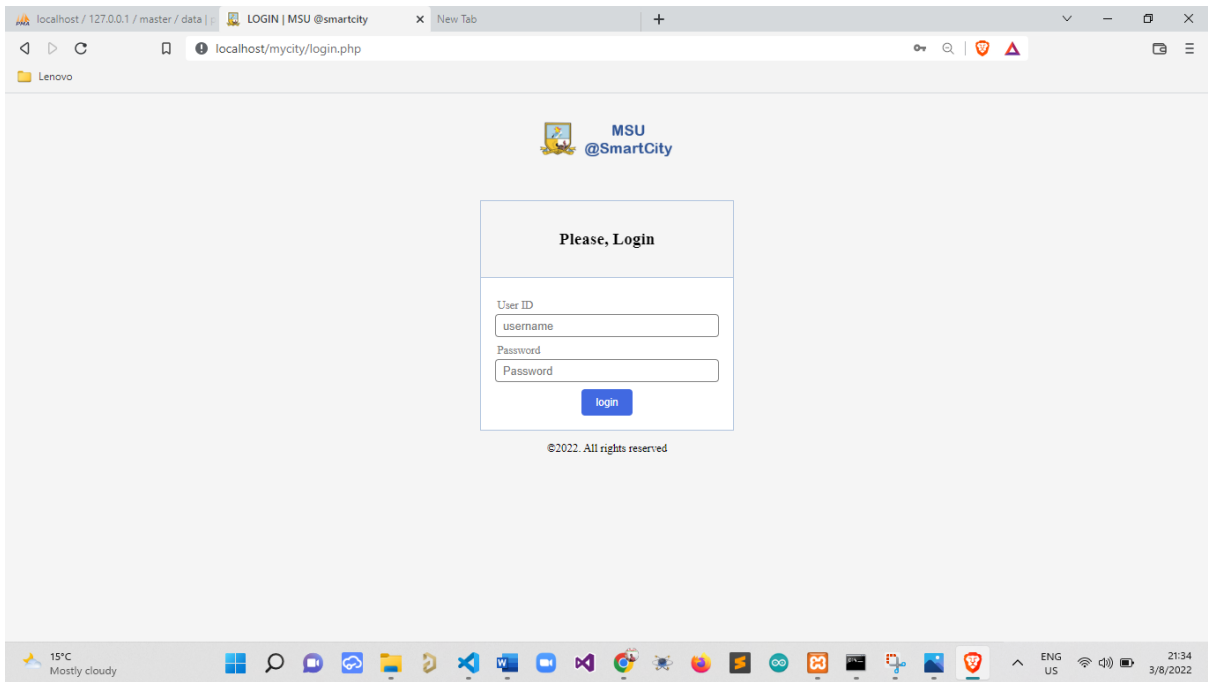 localhost / 127.0.0.1 / master / data | p
LOGIN | MSU @smartcity
New Tab
localhost/mycity/login.php
Lenovo
MSU
@SmartCity
Please, Login
User ID
username
Password
Password
login
©2022. All rights reserved
15°C
Mostly cloudy
ENG
US
21:34
3/8/2022